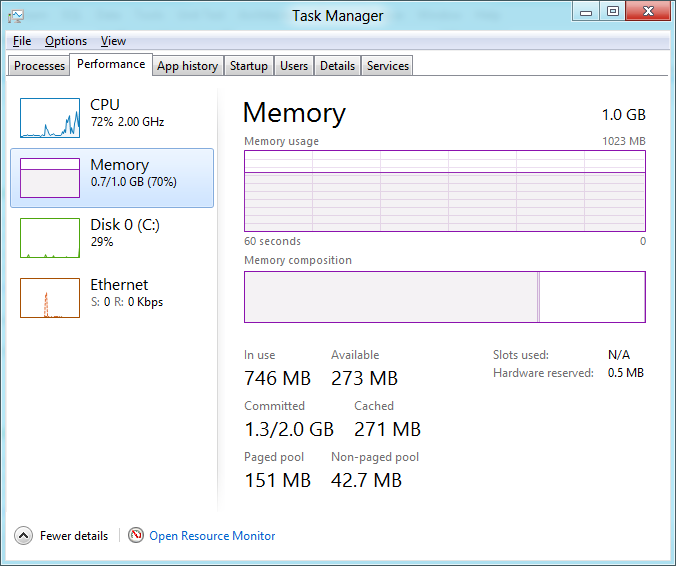 Task Manager
File Options View
Processes Performance App history Startup Users Details Services
CPU
72% 2.00 GHz
Memory
0.7/1.0 GB (70%)
Disk 0 (C:)
29%
Ethernet
S: 0 R: 0 Kbps
Memory 1.0 GB
Memory usage 1023 MB
60 seconds 0
Memory composition
In use Available Slots used: N/A
746 MB 273 MB Hardware reserved: 0.5 MB
Committed Cached
1.3/2.0 GB 271 MB
Paged pool Non-paged pool
151 MB 42.7 MB
Fewer details Open Resource Monitor